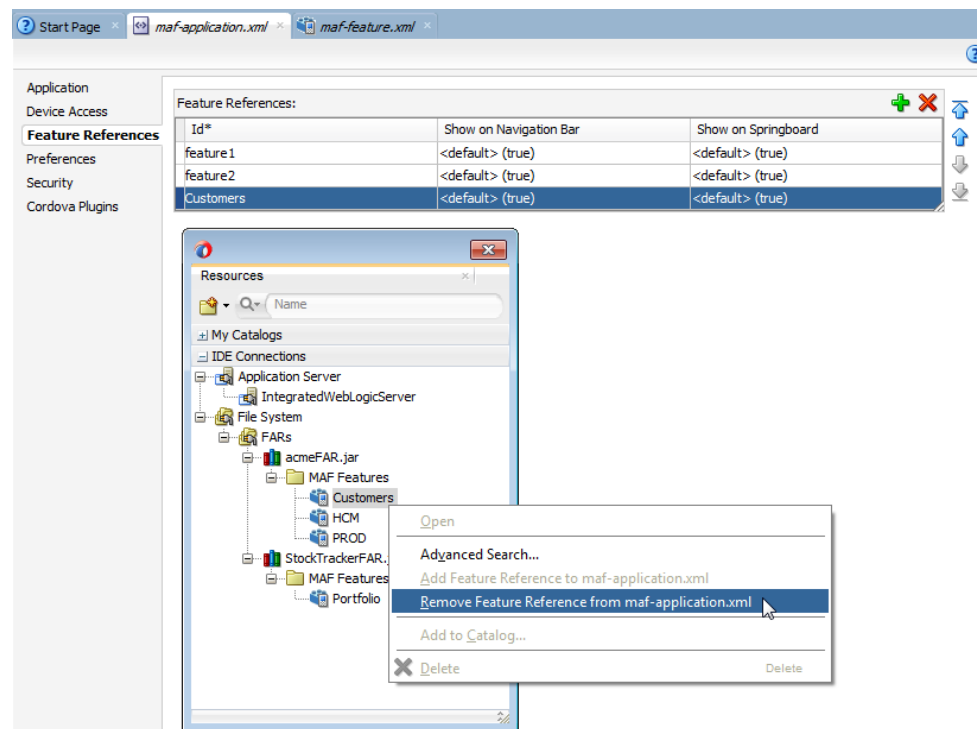 Start Page maf-application.xml maf-feature.xml
Application
Device Access
Feature References
Preferences
Security
Cordova Plugins
Feature References:
Id* Show on Navigation Bar Show on Springboard
feature1 <default> (true) <default> (true)
feature2 <default> (true) <default> (true)
Customers <default> (true) <default> (true)
Resources
Name
My Catalogs
IDE Connections
Application Server
IntegratedWebLogicServer
File System
FARs
acmeFAR.jar
MAF Features
Customers
HCM
PROD
StockTrackerFAR.
MAF Features
Portfolio
Open
Advanced Search...
Add Feature Reference to maf-application.xml
Remove Feature Reference from maf-application.xml
Add to Catalog...
Delete Delete